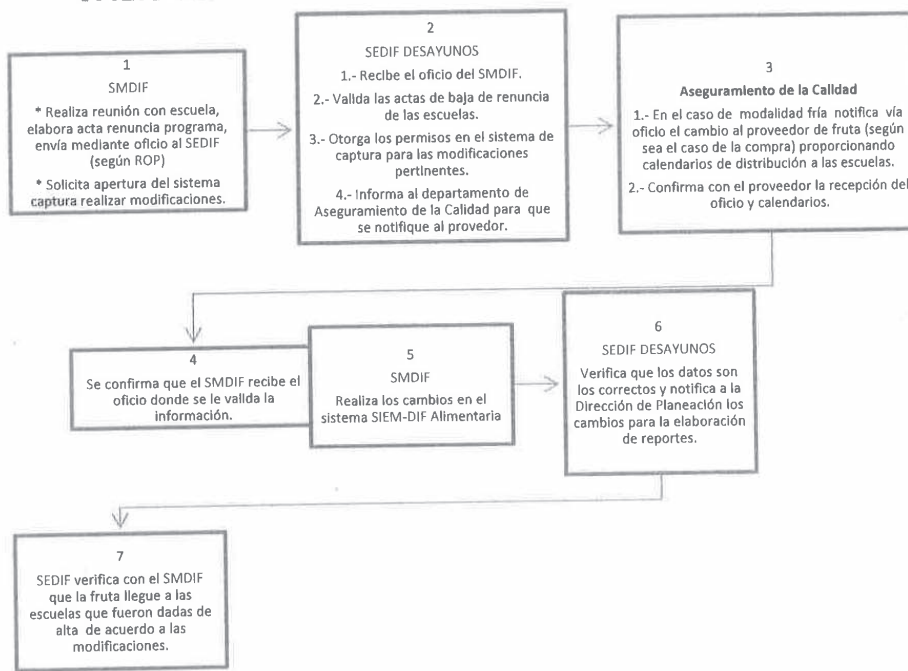 1
SMDIF
* Realiza reunión con escuela,
elabora acta renuncia programa,
envía mediante oficio al SEDIF
(según ROP)
* Solicita apertura del sistema
captura realizar modificaciones.
2
SEDIF DESAYUNOS
1.- Recibe el oficio del SMDIF.
2.- Valida las actas de baja de renuncia
de las escuelas.
3.- Otorga los permisos en el sistema de
captura para las modificaciones
pertinentes.
4.- Informa al departamento de
Aseguramiento de la Calidad para que
se notifique al provedor.
3
Aseguramiento de la Calidad
1.- En el caso de modalidad fría notifica vía
oficio el cambio al proveedor de fruta (según
sea el caso de la compra) proporcionando
calendarios de distribución a las escuelas.
2.- Confirma con el proveedor la recepción del
oficio y calendarios.
4
Se confirma que el SMDIF recibe el
oficio donde se le valida la
información.
5
SMDIF
Realiza los cambios en el
sistema SIEM-DIF Alimentaria
6
SEDIF DESAYUNOS
Verifica que los datos son
los correctos y notifica a la
Dirección de Planeación los
cambios para la elaboración
de reportes.
7
SEDIF verifica con el SMDIF
que la fruta llegue a las
escuelas que fueron dadas de
alta de acuerdo a las
modificaciones.